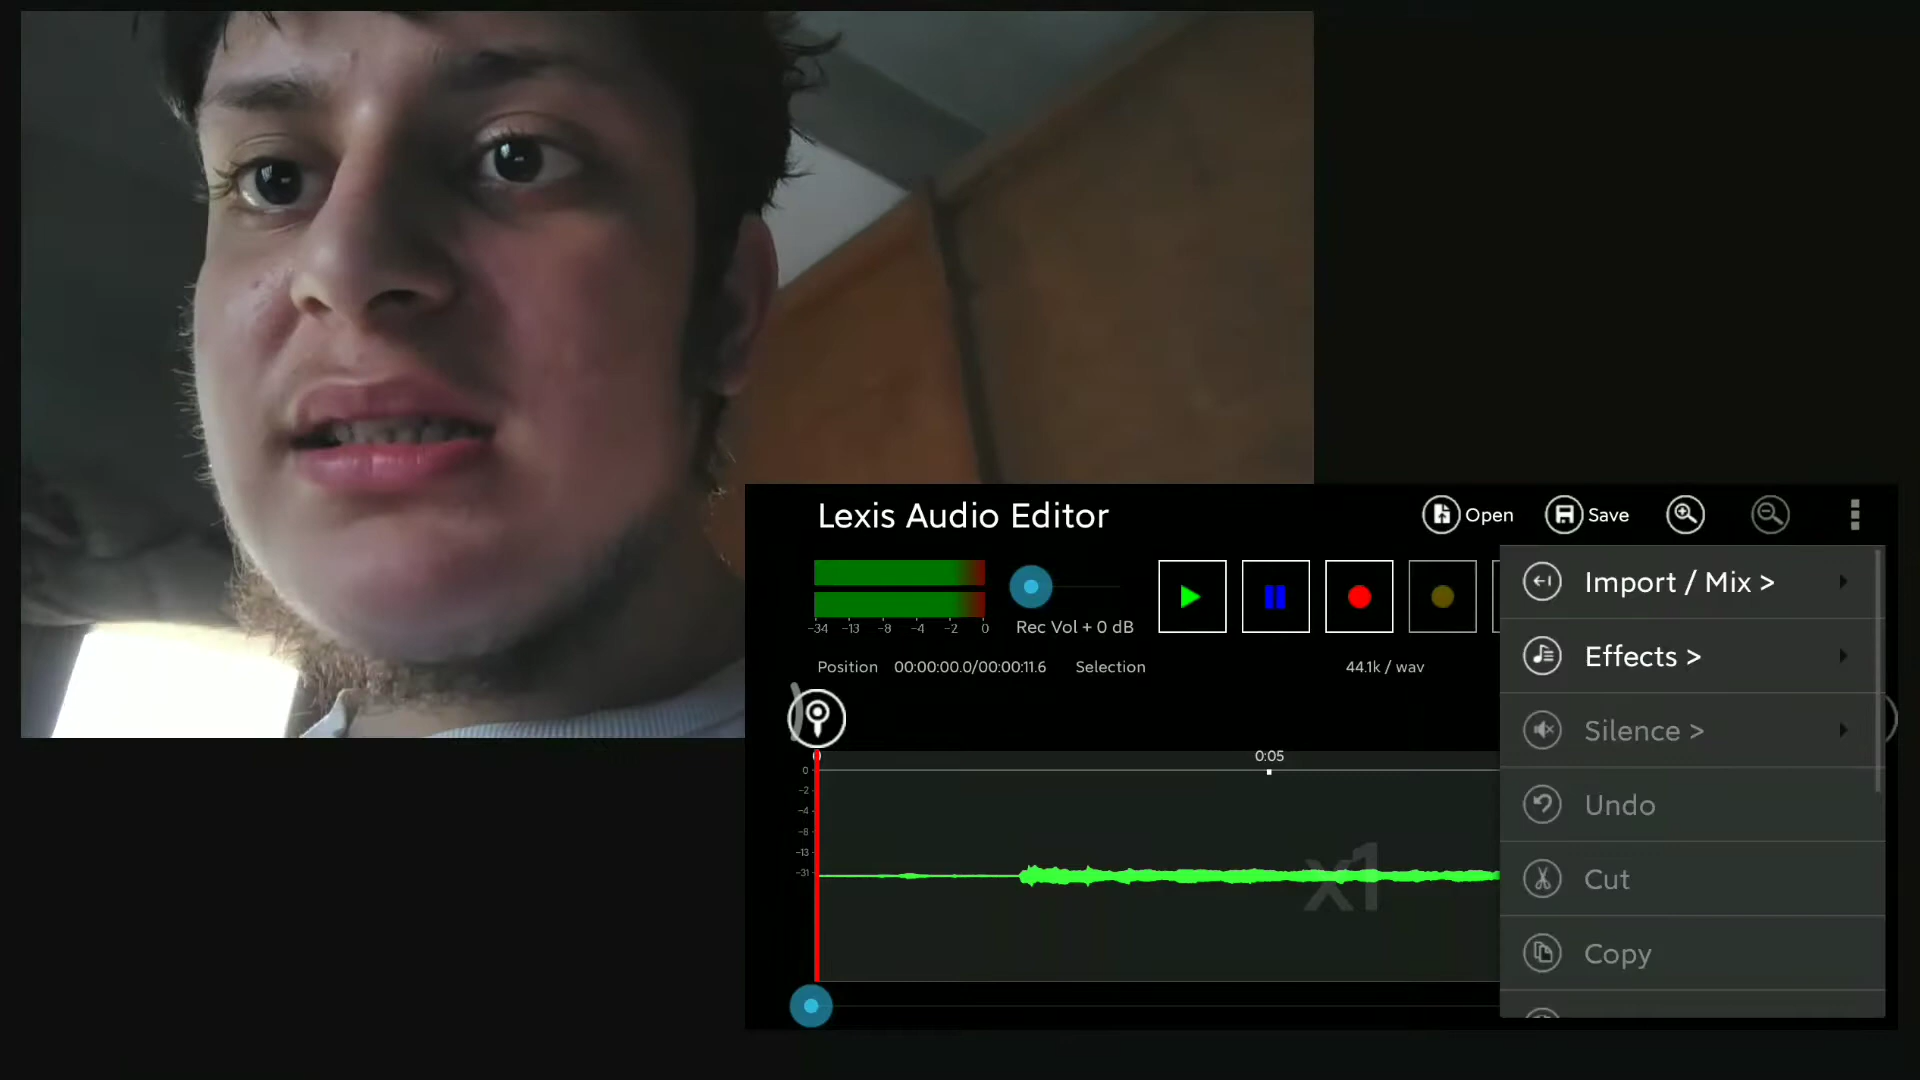 Lexis Audio Editor
Open
Save
Import / Mix >
-34 -13 -8 -4 -2 0
Rec Vol + 0 dB
Effects >
Position 00:00:00.0/00:00:11.6 Selection 44.1k / wav
Silence >
0:05
0
-2
-4
-8
-13
-31
x1
Undo
Cut
Copy